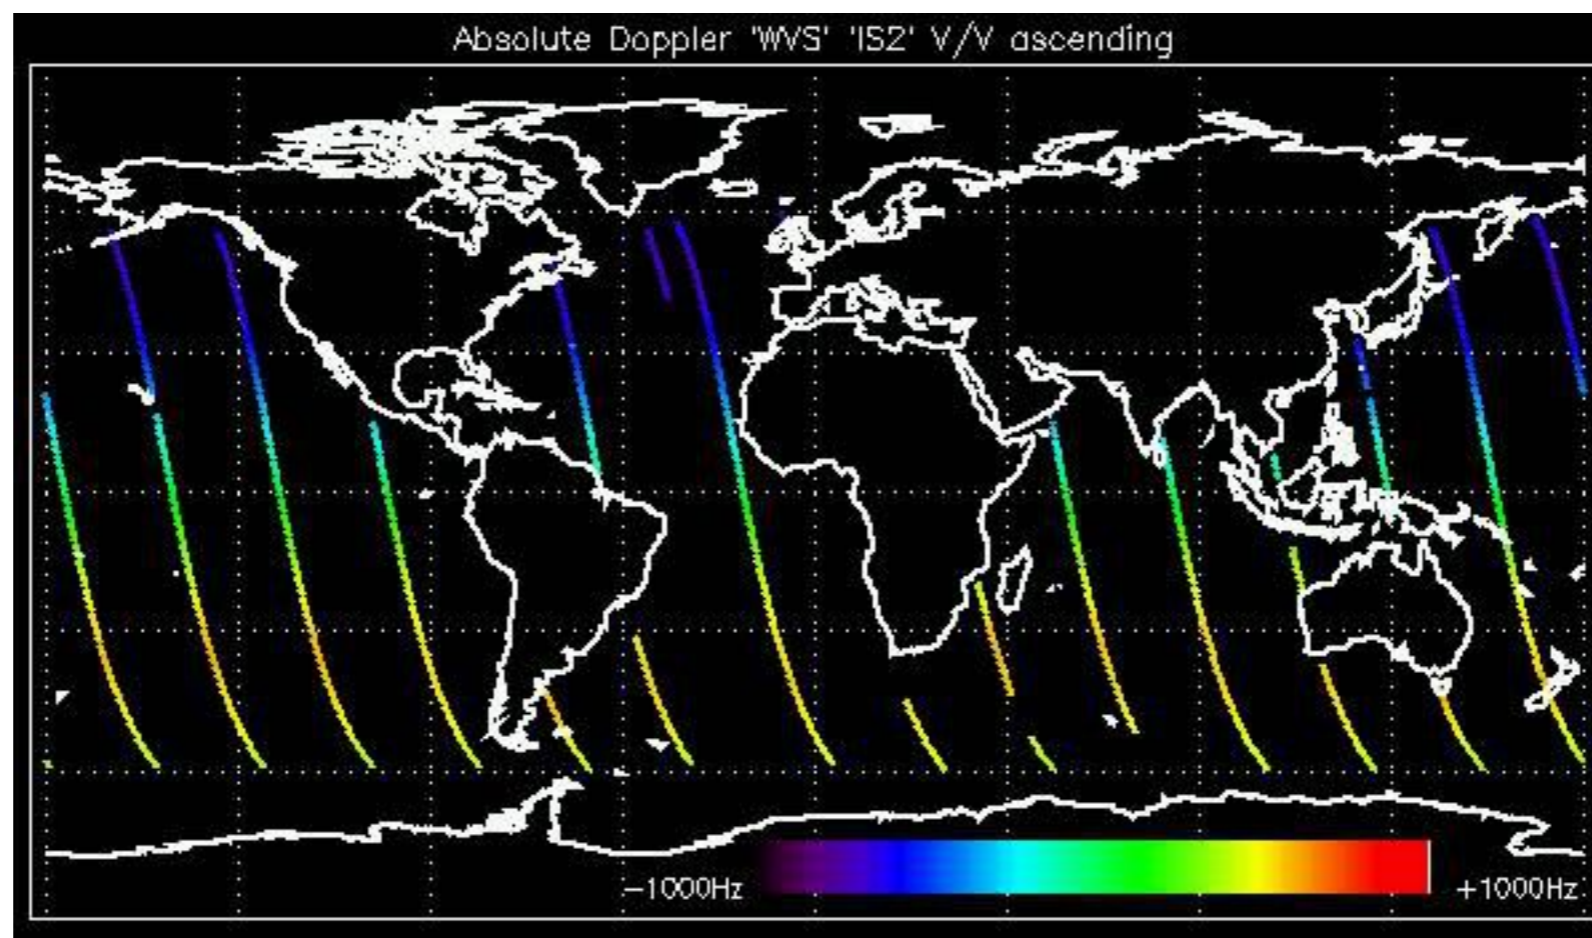 Absolute Doppler 'WVS' 'IS2' V/V ascending
-1000Hz +1000Hz